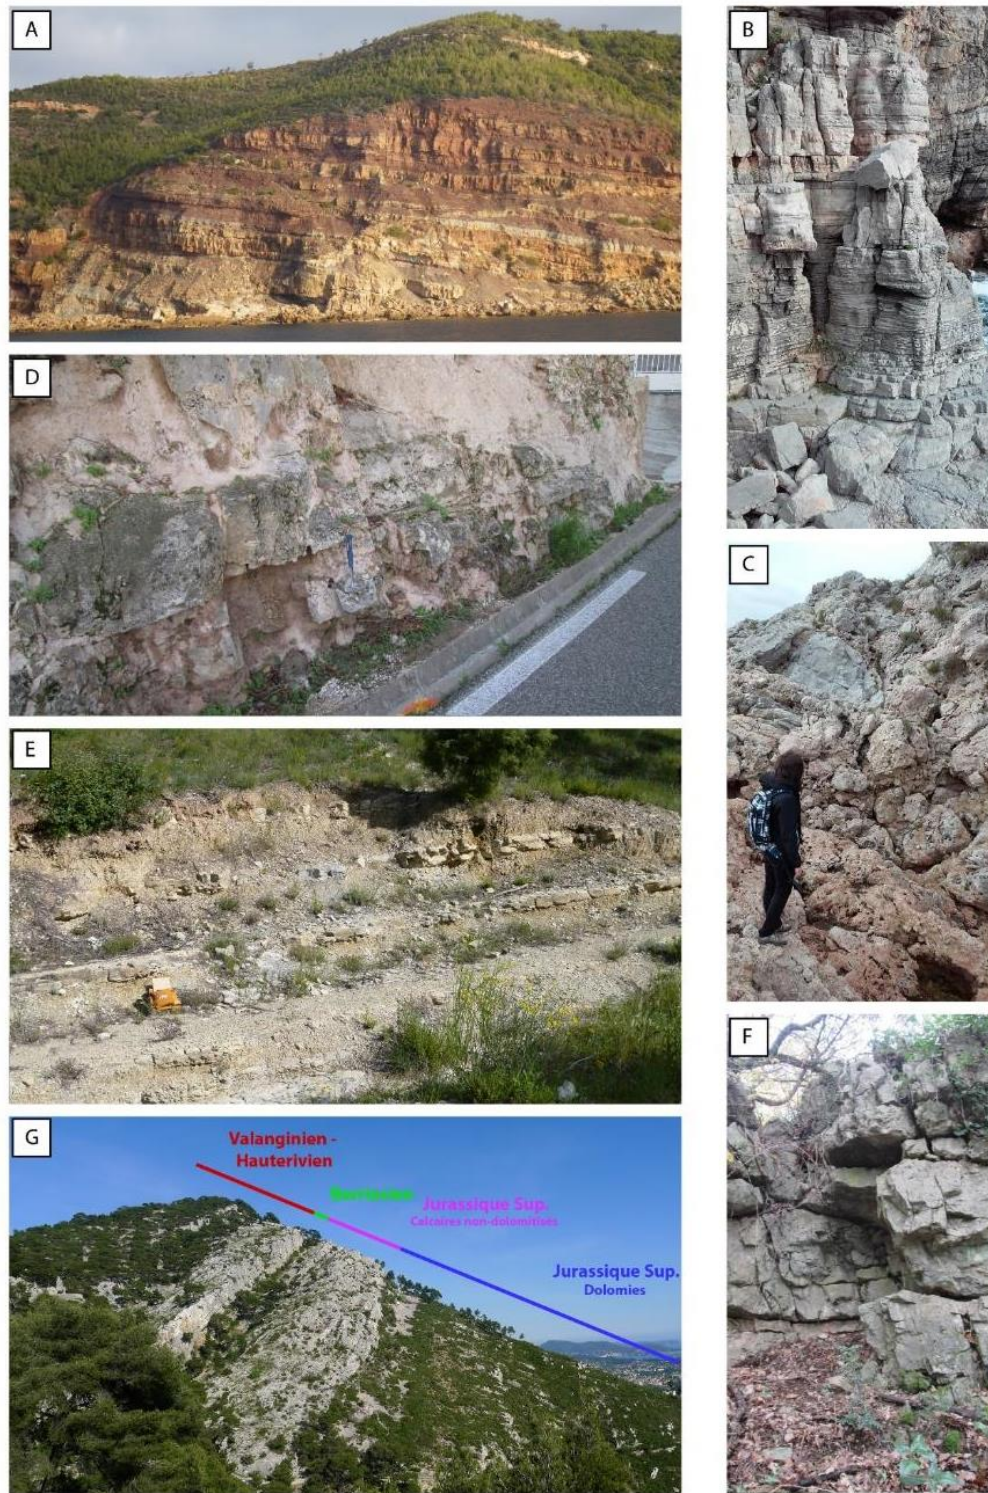 A
B
D
C
E
F
G
Valanginien -
Hauterivien
Berriasien
Jurassique Sup.
Calcaires non-dolomitisés
Jurassique Sup.
Dolomies